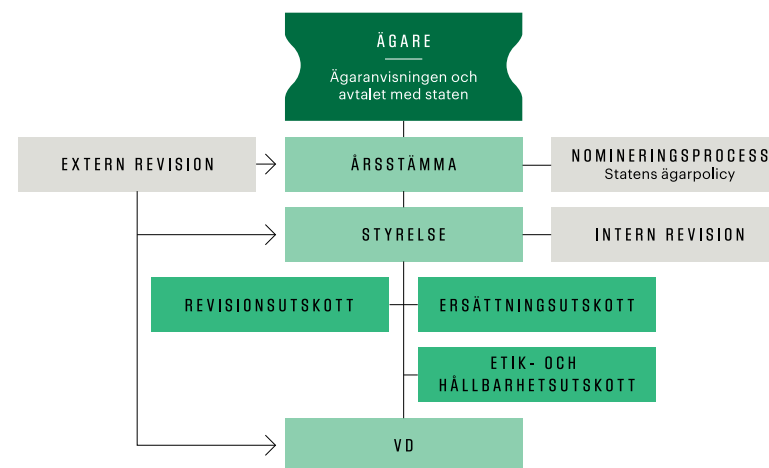 ÄGARE
Ägaranvisningen och
avtalet med staten
EXTERN REVISION
ÅRSSTÄMMA
NOMINERINGSPROCESS
Statens ägarpolicy
STYRELSE
INTERN REVISION
REVISIONSUTSKOTT
ERSÄTTNINGSUTSKOTT
ETIK- OCH
HÅLLBARHETSUTSKOTT
VD